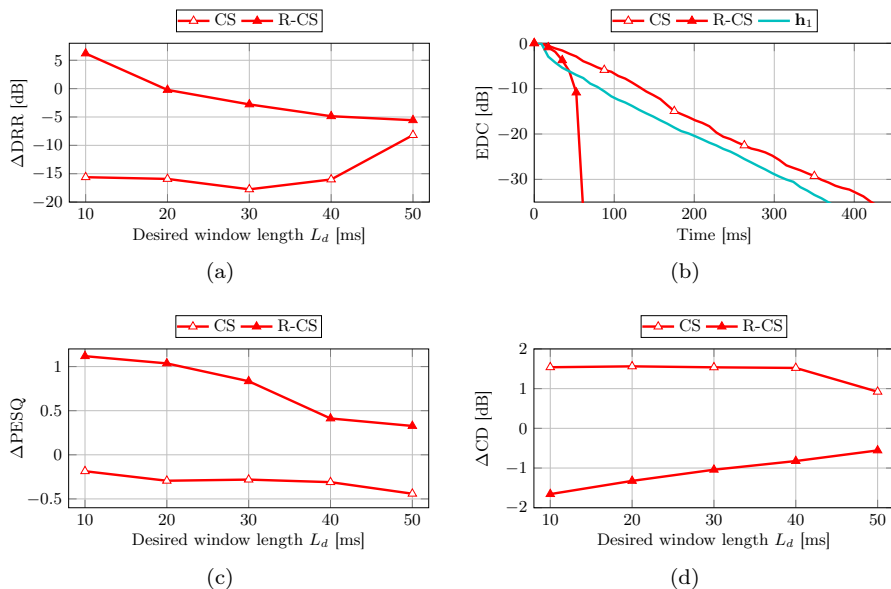 CS R-CS
ΔDRR [dB]
5
0
−5
−10
−15
−20
10 20 30 40 50
Desired window length L_d [ms]
(a)
CS R-CS h₁
EDC [dB]
0
−10
−20
−30
0 100 200 300 400
Time [ms]
(b)
CS R-CS
ΔPESQ
1
0.5
0
−0.5
10 20 30 40 50
Desired window length L_d [ms]
(c)
CS R-CS
ΔCD [dB]
2
1
0
−1
−2
10 20 30 40 50
Desired window length L_d [ms]
(d)